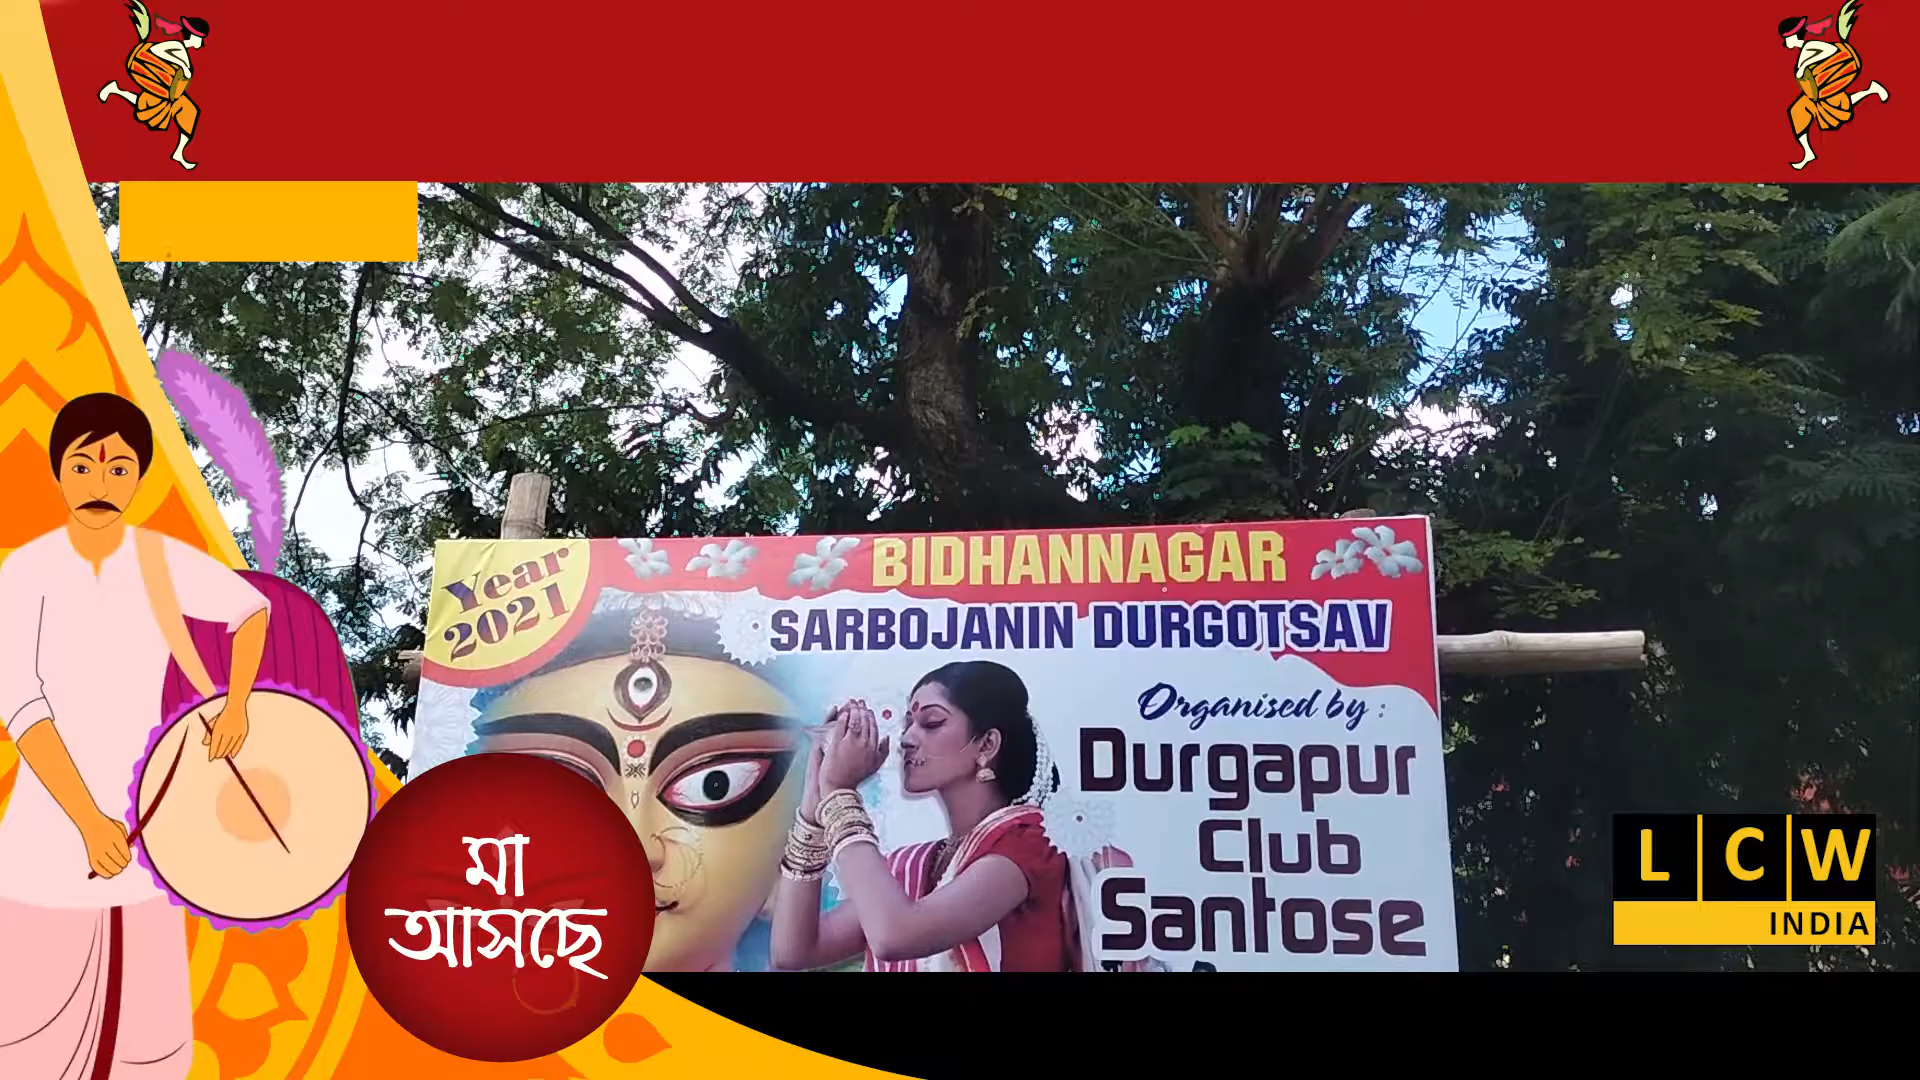 Year
2021
BIDHANNAGAR
SARBOJANIN DURGOTSAV
Organised by :
Durgapur
Club
Santose
মা
আসছে
L C W
INDIA